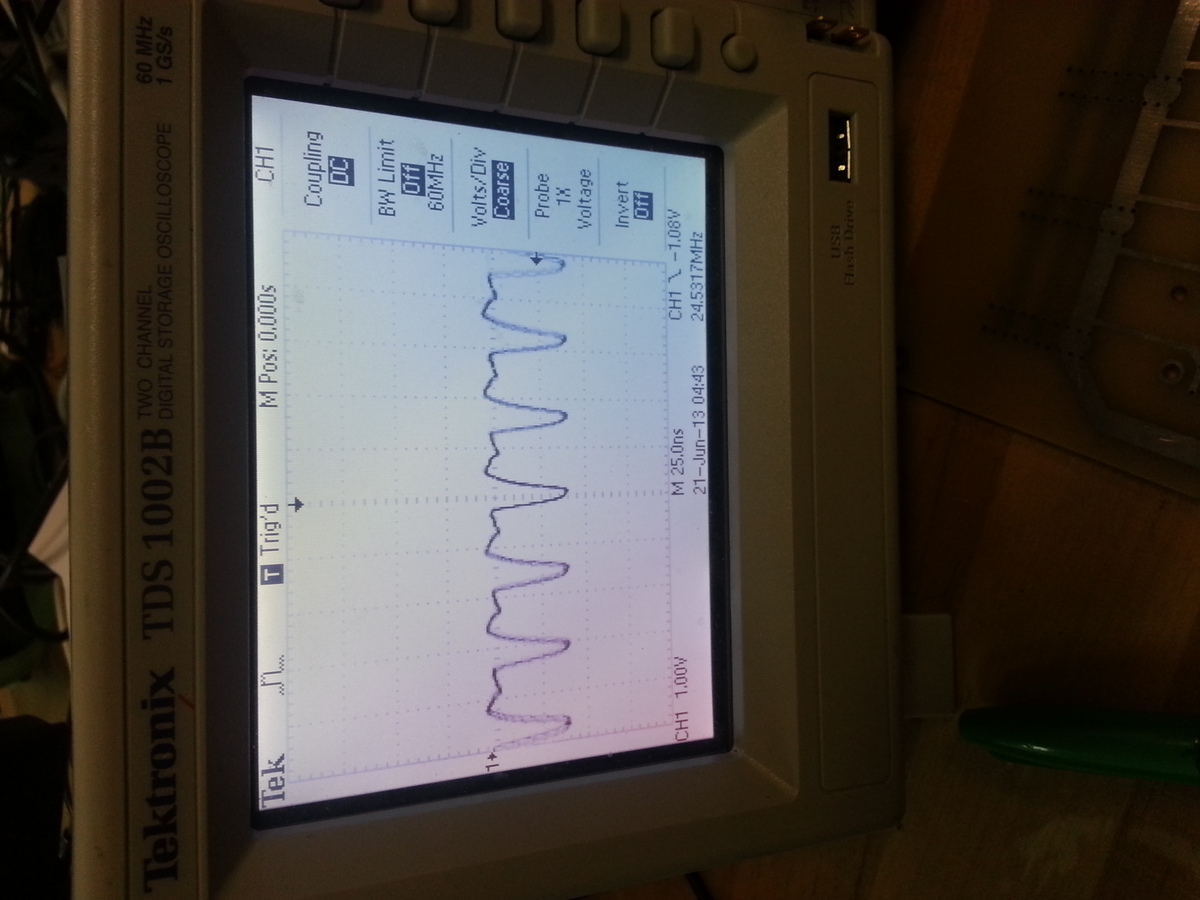 Tektronix TDS 1002B TWO CHANNEL DIGITAL STORAGE OSCILLOSCOPE 60 MHz 1 GS/s
Tek T Trig'd M Pos: 0.000s CH1
Coupling
DC
BW Limit
Off
60MHz
Volts/Div
Coarse
Probe
1X
Voltage
Invert
Off
1
CH1 1.00V M 25.0ns CH1 -1.08V
21-Jun-13 04:43 24.5317MHz
USB
Flash Drive